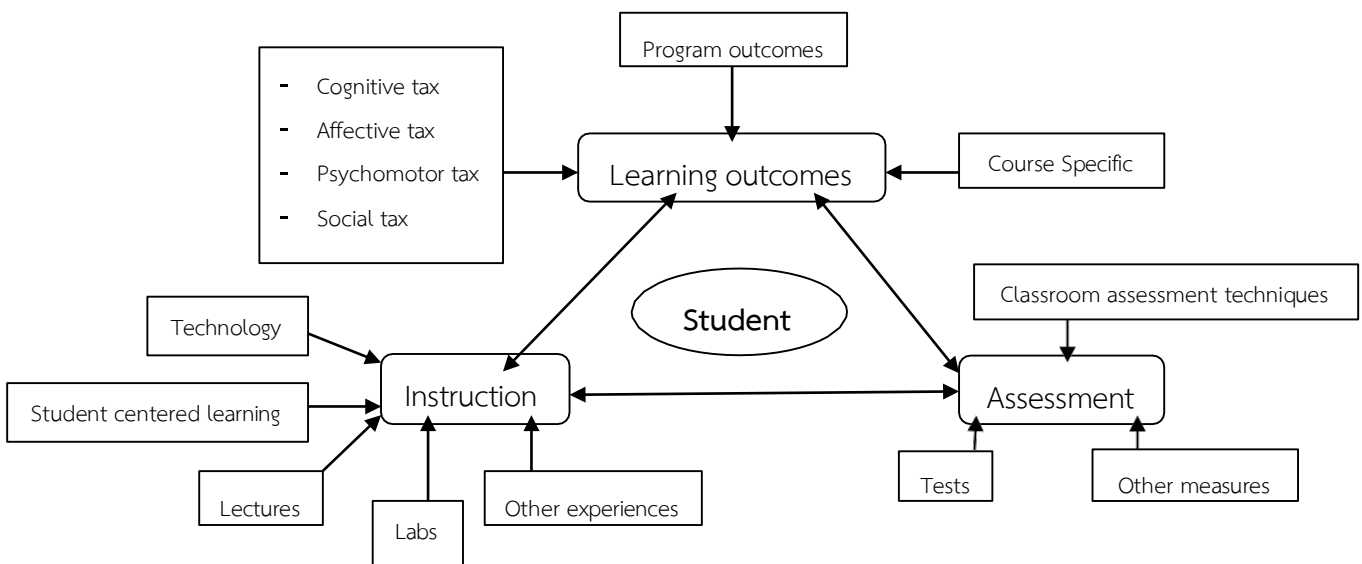 Program outcomes
- Cognitive tax
- Affective tax
- Psychomotor tax
- Social tax
Learning outcomes
Course Specific
Classroom assessment techniques
Student
Technology
Instruction
Assessment
Student centered learning
Lectures
Labs
Other experiences
Tests
Other measures